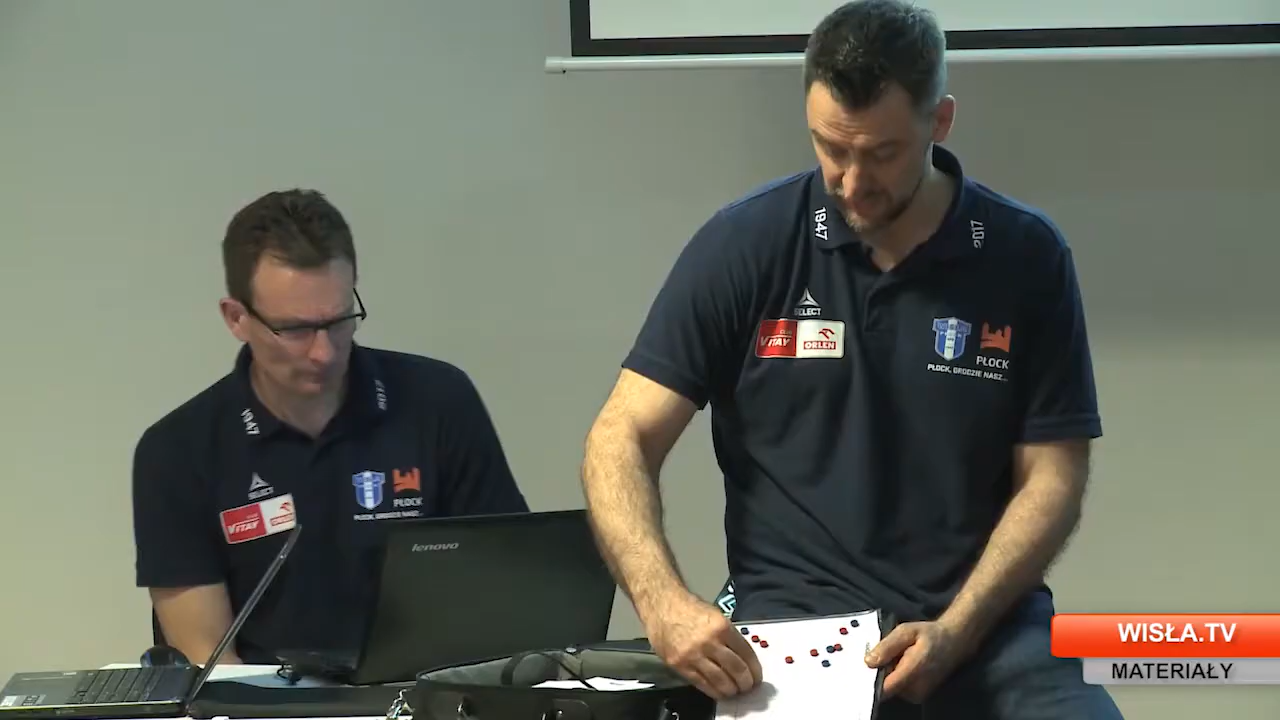 1947
2017
SELECT
VITAY
ORLEN
PŁOCK
PŁOCK, GRODZIE NASZ...
1947
SELECT
VITAY
ORLEN
PŁOCK
PŁOCK, GRODZIE NASZ...
lenovo
WISŁA.TV
MATERIAŁY